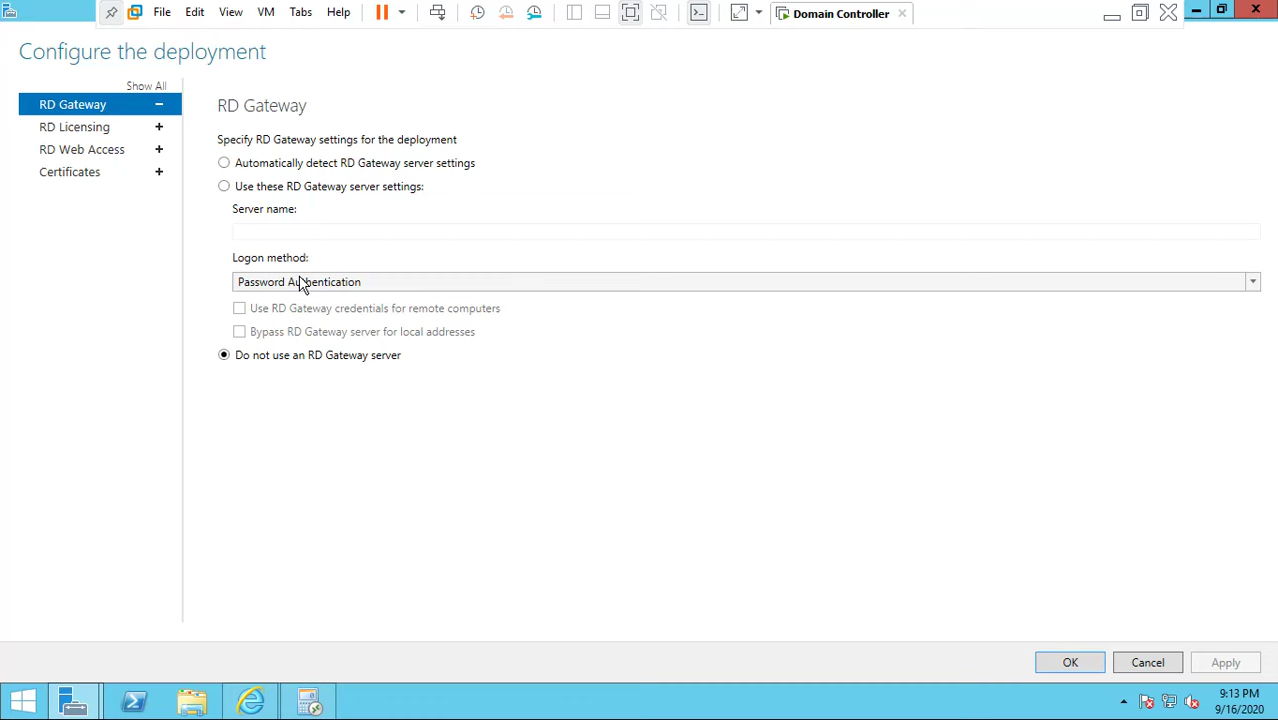 File Edit View VM Tabs Help Domain Controller
Configure the deployment
Show All
RD Gateway
RD Licensing
RD Web Access
Certificates
RD Gateway
Specify RD Gateway settings for the deployment
Automatically detect RD Gateway server settings
Use these RD Gateway server settings:
Server name:
Logon method:
Password Authentication
Use RD Gateway credentials for remote computers
Bypass RD Gateway server for local addresses
Do not use an RD Gateway server
OK Cancel Apply
9:13 PM
9/16/2020